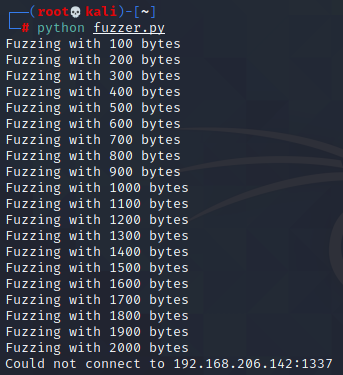 ┌──(root💀kali)-[~]
└─# python fuzzer.py
Fuzzing with 100 bytes
Fuzzing with 200 bytes
Fuzzing with 300 bytes
Fuzzing with 400 bytes
Fuzzing with 500 bytes
Fuzzing with 600 bytes
Fuzzing with 700 bytes
Fuzzing with 800 bytes
Fuzzing with 900 bytes
Fuzzing with 1000 bytes
Fuzzing with 1100 bytes
Fuzzing with 1200 bytes
Fuzzing with 1300 bytes
Fuzzing with 1400 bytes
Fuzzing with 1500 bytes
Fuzzing with 1600 bytes
Fuzzing with 1700 bytes
Fuzzing with 1800 bytes
Fuzzing with 1900 bytes
Fuzzing with 2000 bytes
Could not connect to 192.168.206.142:1337